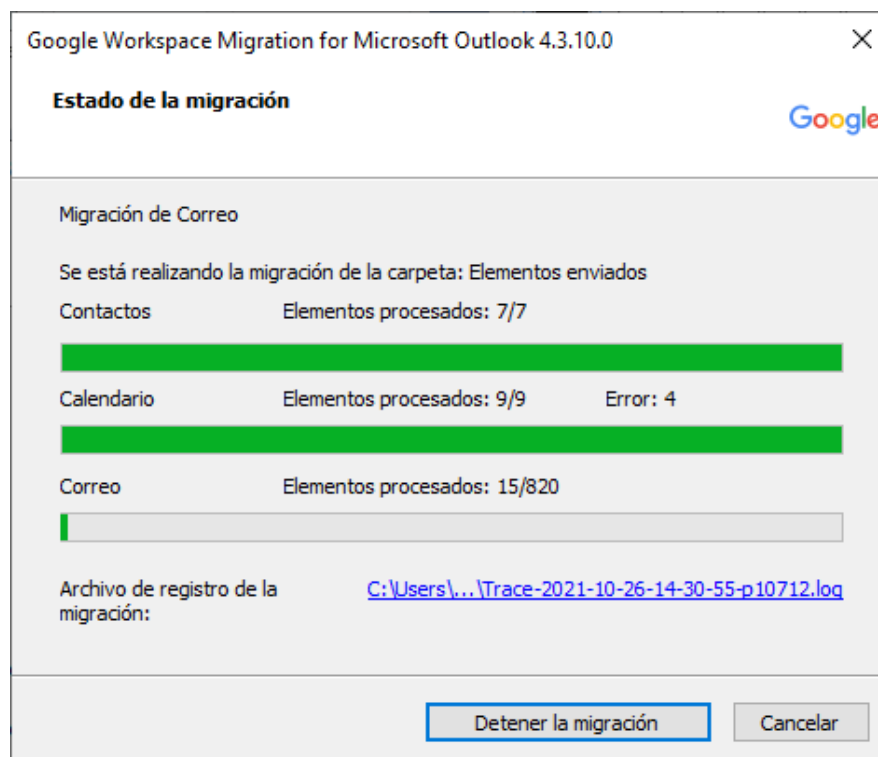 Google Workspace Migration for Microsoft Outlook 4.3.10.0
Estado de la migración
Google
Migración de Correo
Se está realizando la migración de la carpeta: Elementos enviados
Contactos Elementos procesados: 7/7
Calendario Elementos procesados: 9/9 Error: 4
Correo Elementos procesados: 15/820
Archivo de registro de la C:\Users\...\Trace-2021-10-26-14-30-55-p10712.log
migración:
Detener la migración Cancelar